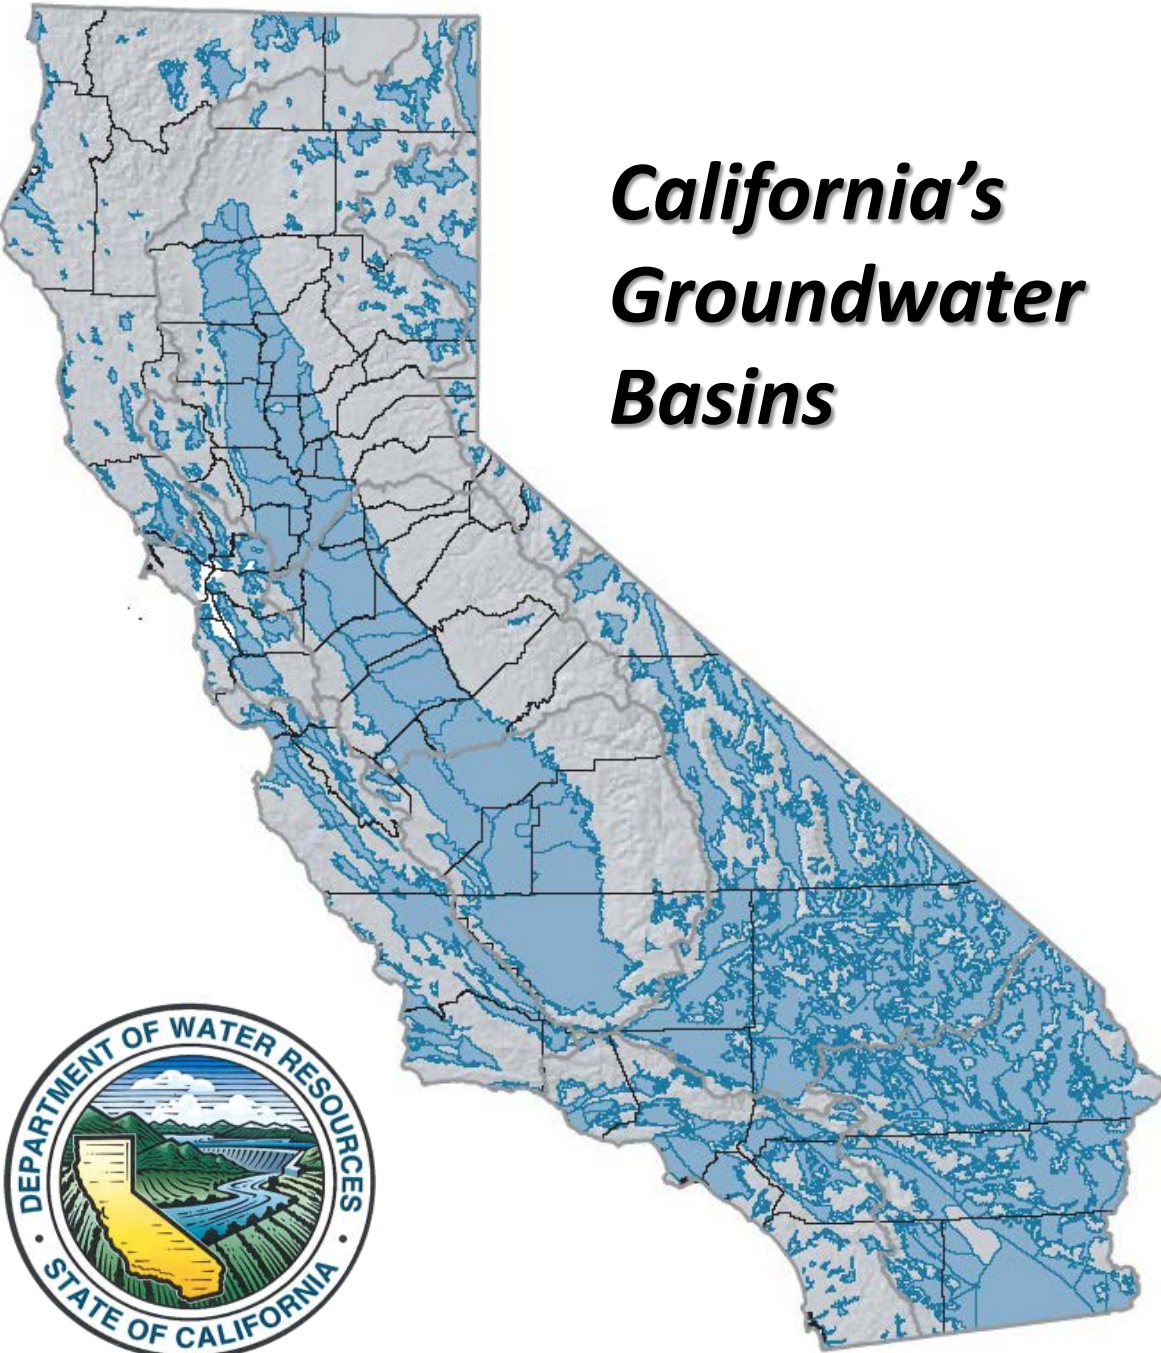 California’s
Groundwater
Basins
DEPARTMENT OF WATER RESOURCES
STATE OF CALIFORNIA